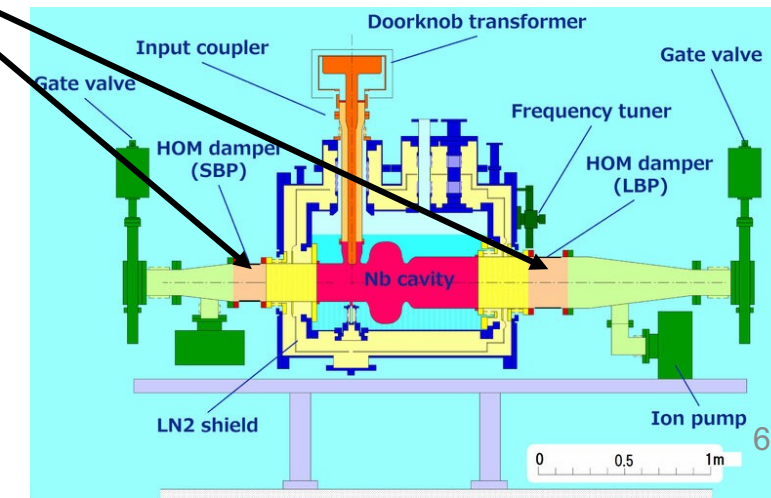 Doorknob transformer
Input coupler
Gate valve
Gate valve
Frequency tuner
HOM damper
(SBP)
HOM damper
(LBP)
Nb cavity
LN2 shield
Ion pump
6
0 0.5 1m